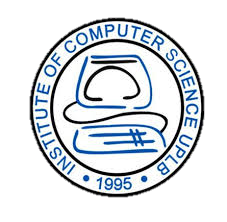 INSTITUTE OF COMPUTER SCIENCE UPLB
• 1995 •